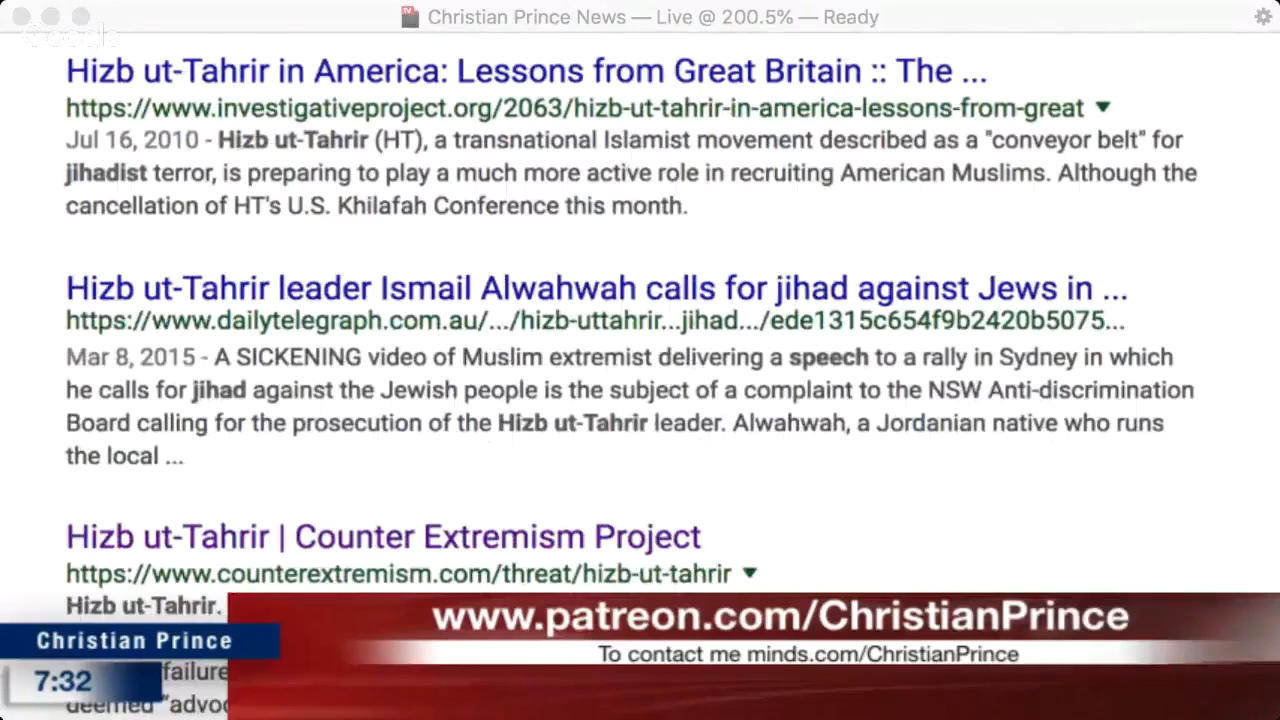 Christian Prince News — Live @ 200.5% — Ready
Hizb ut-Tahrir in America: Lessons from Great Britain :: The ...
https://www.investigativeproject.org/2063/hizb-ut-tahrir-in-america-lessons-from-great
Jul 16, 2010 - Hizb ut-Tahrir (HT), a transnational Islamist movement described as a "conveyor belt" for
jihadist terror, is preparing to play a much more active role in recruiting American Muslims. Although the
cancellation of HT's U.S. Khilafah Conference this month.
Hizb ut-Tahrir leader Ismail Alwahwah calls for jihad against Jews in ...
https://www.dailytelegraph.com.au/.../hizb-uttahrir...jihad.../ede1315c654f9b2420b5075...
Mar 8, 2015 - A SICKENING video of Muslim extremist delivering a speech to a rally in Sydney in which
he calls for jihad against the Jewish people is the subject of a complaint to the NSW Anti-discrimination
Board calling for the prosecution of the Hizb ut-Tahrir leader. Alwahwah, a Jordanian native who runs
the local ...
Hizb ut-Tahrir | Counter Extremism Project
https://www.counterextremism.com/threat/hizb-ut-tahrir
Hizb ut-Tahrir.
www.patreon.com/ChristianPrince
Christian Prince
To contact me minds.com/ChristianPrince
7:32
failure
deemed "advo